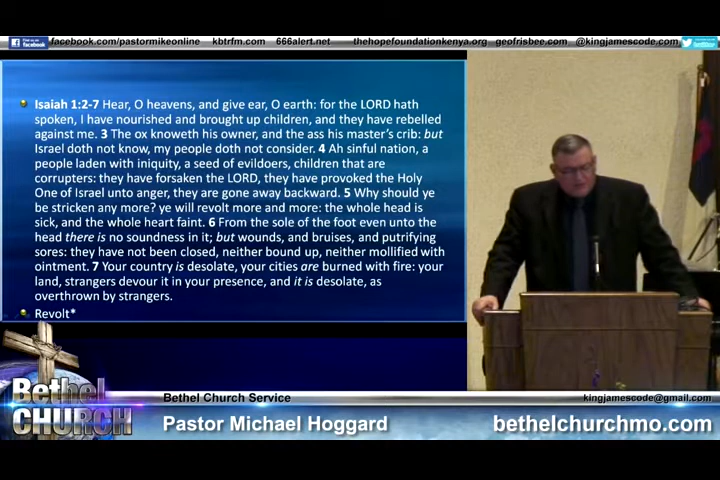 facebook.com/pastormikeonline kbtrfm.com 666alert.net thehopefoundationkenya.org geofrisbee.com @kingjamescode.com
Isaiah 1:2-7 Hear, O heavens, and give ear, O earth: for the LORD hath
spoken, I have nourished and brought up children, and they have rebelled
against me. 3 The ox knoweth his owner, and the ass his master's crib: but
Israel doth not know, my people doth not consider. 4 Ah sinful nation, a
people laden with iniquity, a seed of evildoers, children that are
corrupters: they have forsaken the LORD, they have provoked the Holy
One of Israel unto anger, they are gone away backward. 5 Why should ye
be stricken any more? ye will revolt more and more: the whole head is
sick, and the whole heart faint. 6 From the sole of the foot even unto the
head there is no soundness in it; but wounds, and bruises, and putrifying
sores: they have not been closed, neither bound up, neither mollified with
ointment. 7 Your country is desolate, your cities are burned with fire: your
land, strangers devour it in your presence, and it is desolate, as
overthrown by strangers.
Revolt*
Bethel
CHURCH
Bethel Church Service
kingjamescode@gmail.com
Pastor Michael Hoggard
bethelchurchmo.com